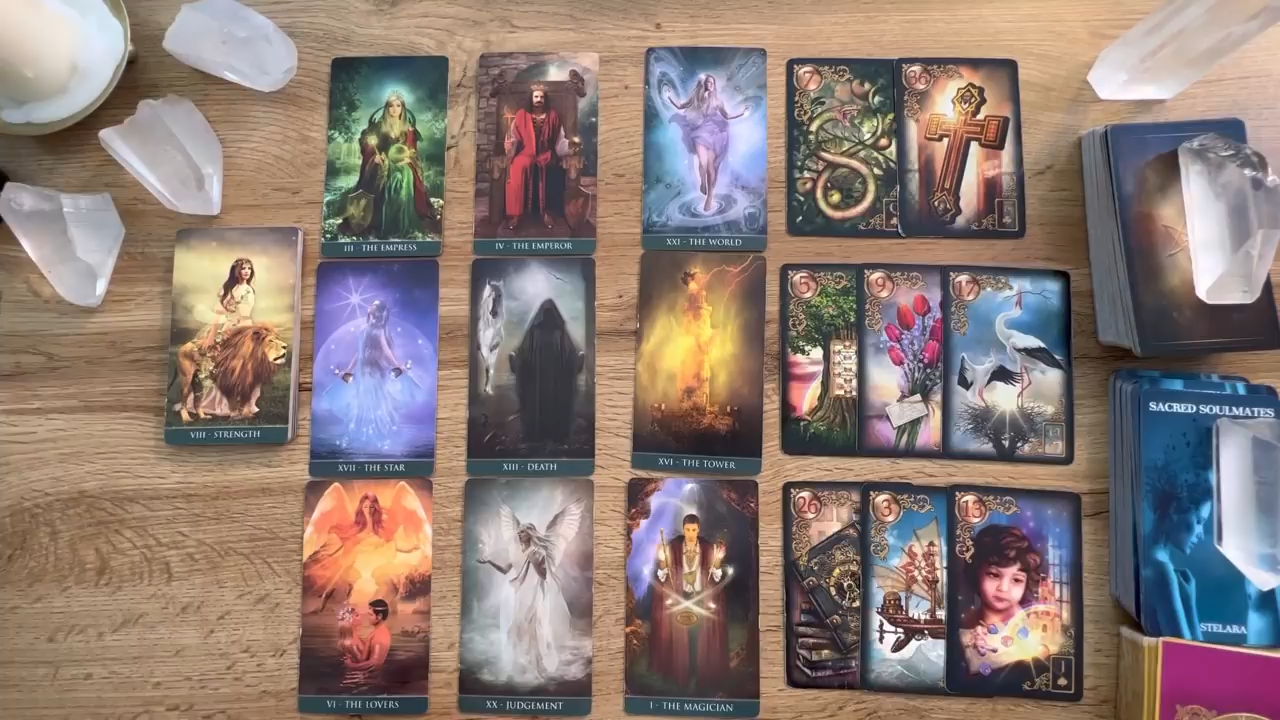 III · THE EMPRESS
IV · THE EMPEROR
XXI · THE WORLD
7
36
VIII · STRENGTH
XVII · THE STAR
XIII · DEATH
XVI · THE TOWER
5
9
17
VI · THE LOVERS
XX · JUDGEMENT
I · THE MAGICIAN
26
3
13
J
SACRED SOULMATES
STELARA